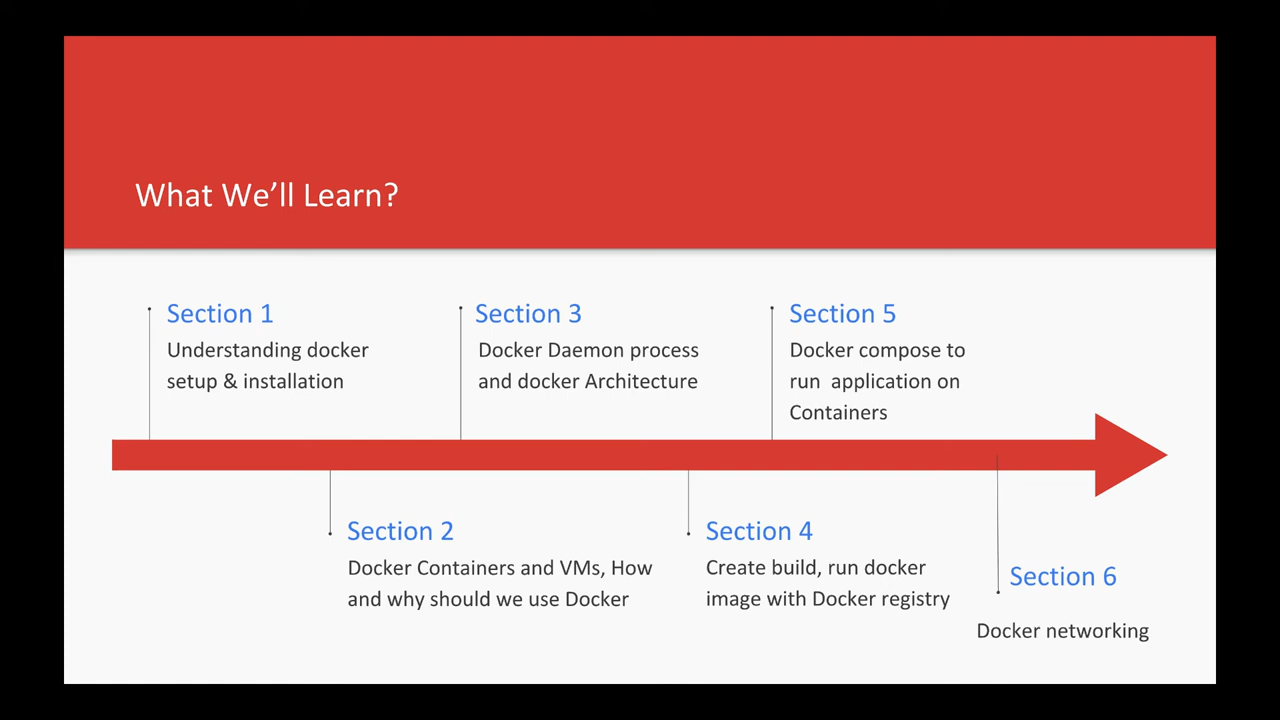 What We'll Learn?
Section 1
Understanding docker
setup & installation
Section 2
Docker Containers and VMs, How
and why should we use Docker
Section 3
Docker Daemon process
and docker Architecture
Section 4
Create build, run docker
image with Docker registry
Section 5
Docker compose to
run  application on
Containers
Section 6
Docker networking